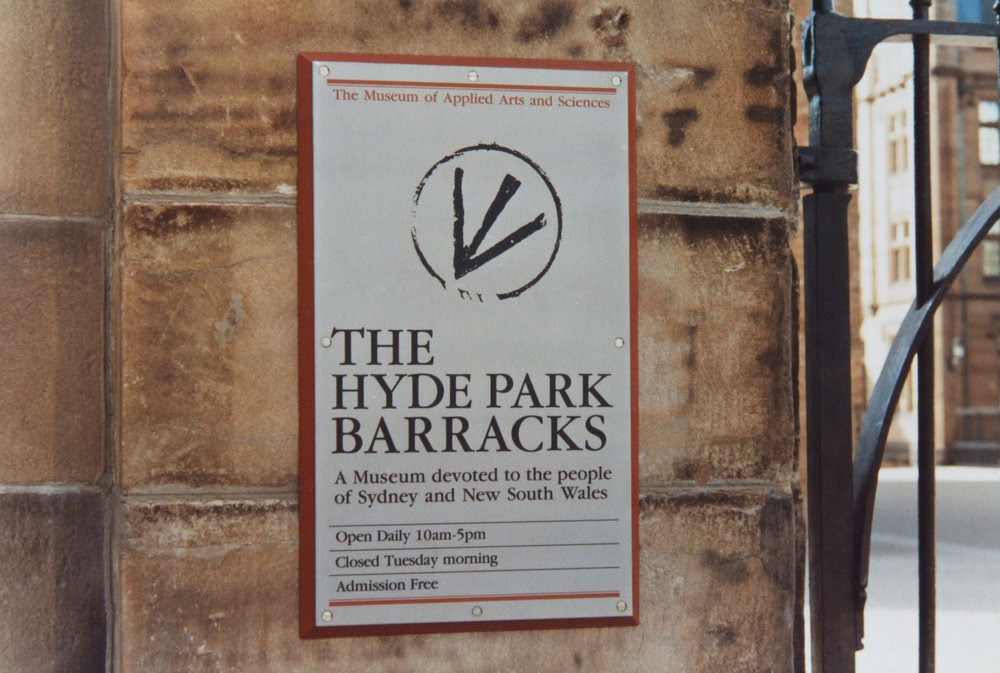 The Museum of Applied Arts and Sciences
THE
HYDE PARK
BARRACKS
A Museum devoted to the people
of Sydney and New South Wales
Open Daily 10am-5pm
Closed Tuesday morning
Admission Free